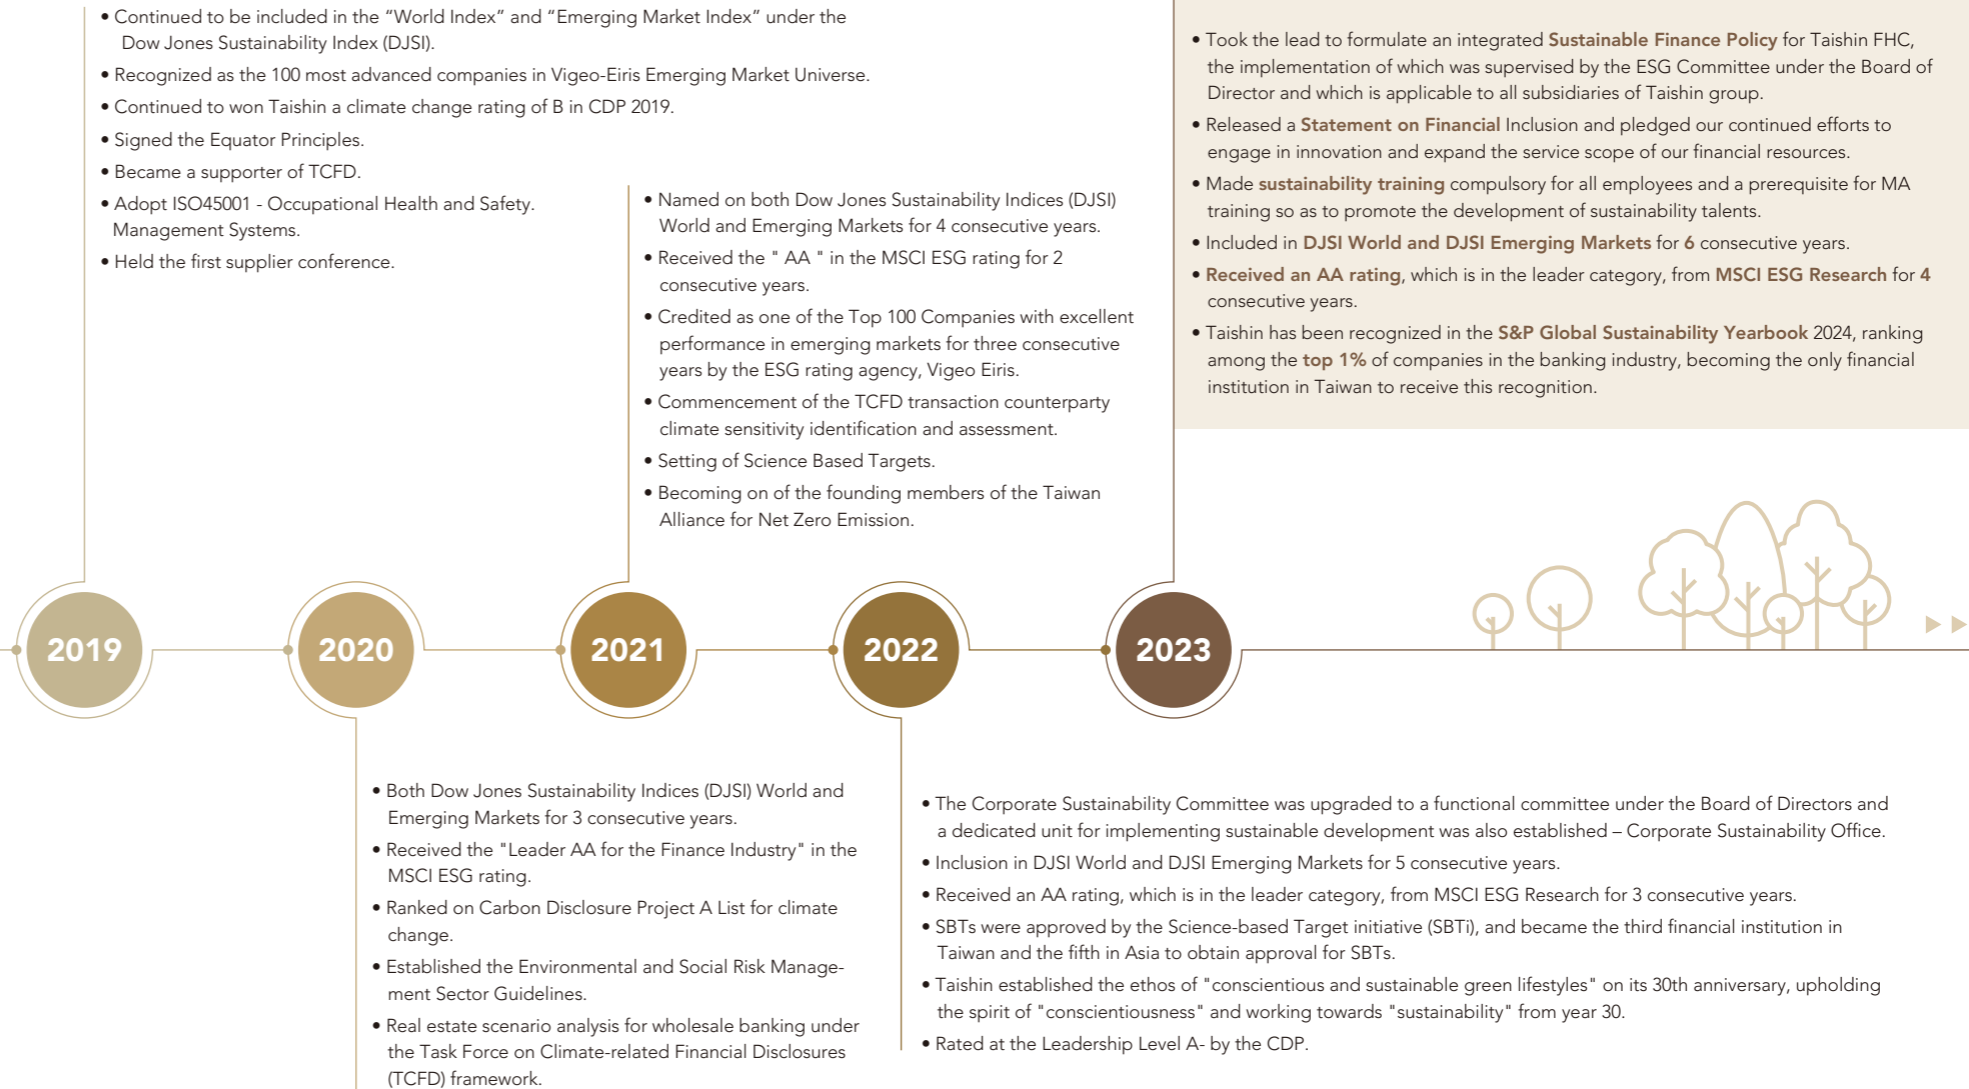 • Continued to be included in the “World Index” and “Emerging Market Index” under the
Dow Jones Sustainability Index (DJSI).
• Recognized as the 100 most advanced companies in Vigeo-Eiris Emerging Market Universe.
• Continued to won Taishin a climate change rating of B in CDP 2019.
• Signed the Equator Principles.
• Became a supporter of TCFD.
• Adopt ISO45001 - Occupational Health and Safety.
Management Systems.
• Held the first supplier conference.
• Named on both Dow Jones Sustainability Indices (DJSI)
World and Emerging Markets for 4 consecutive years.
• Received the " AA " in the MSCI ESG rating for 2
consecutive years.
• Credited as one of the Top 100 Companies with excellent
performance in emerging markets for three consecutive
years by the ESG rating agency, Vigeo Eiris.
• Commencement of the TCFD transaction counterparty
climate sensitivity identification and assessment.
• Setting of Science Based Targets.
• Becoming on of the founding members of the Taiwan
Alliance for Net Zero Emission.
• Took the lead to formulate an integrated Sustainable Finance Policy for Taishin FHC,
the implementation of which was supervised by the ESG Committee under the Board of
Director and which is applicable to all subsidiaries of Taishin group.
• Released a Statement on Financial Inclusion and pledged our continued efforts to
engage in innovation and expand the service scope of our financial resources.
• Made sustainability training compulsory for all employees and a prerequisite for MA
training so as to promote the development of sustainability talents.
• Included in DJSI World and DJSI Emerging Markets for 6 consecutive years.
• Received an AA rating, which is in the leader category, from MSCI ESG Research for 4
consecutive years.
• Taishin has been recognized in the S&P Global Sustainability Yearbook 2024, ranking
among the top 1% of companies in the banking industry, becoming the only financial
institution in Taiwan to receive this recognition.
2019
2020
2021
2022
2023
• Both Dow Jones Sustainability Indices (DJSI) World and
Emerging Markets for 3 consecutive years.
• Received the "Leader AA for the Finance Industry" in the
MSCI ESG rating.
• Ranked on Carbon Disclosure Project A List for climate
change.
• Established the Environmental and Social Risk Manage-
ment Sector Guidelines.
• Real estate scenario analysis for wholesale banking under
the Task Force on Climate-related Financial Disclosures
(TCFD) framework.
• The Corporate Sustainability Committee was upgraded to a functional committee under the Board of Directors and
a dedicated unit for implementing sustainable development was also established – Corporate Sustainability Office.
• Inclusion in DJSI World and DJSI Emerging Markets for 5 consecutive years.
• Received an AA rating, which is in the leader category, from MSCI ESG Research for 3 consecutive years.
• SBTs were approved by the Science-based Target initiative (SBTi), and became the third financial institution in
Taiwan and the fifth in Asia to obtain approval for SBTs.
• Taishin established the ethos of "conscientious and sustainable green lifestyles" on its 30th anniversary, upholding
the spirit of "conscientiousness" and working towards "sustainability" from year 30.
• Rated at the Leadership Level A- by the CDP.